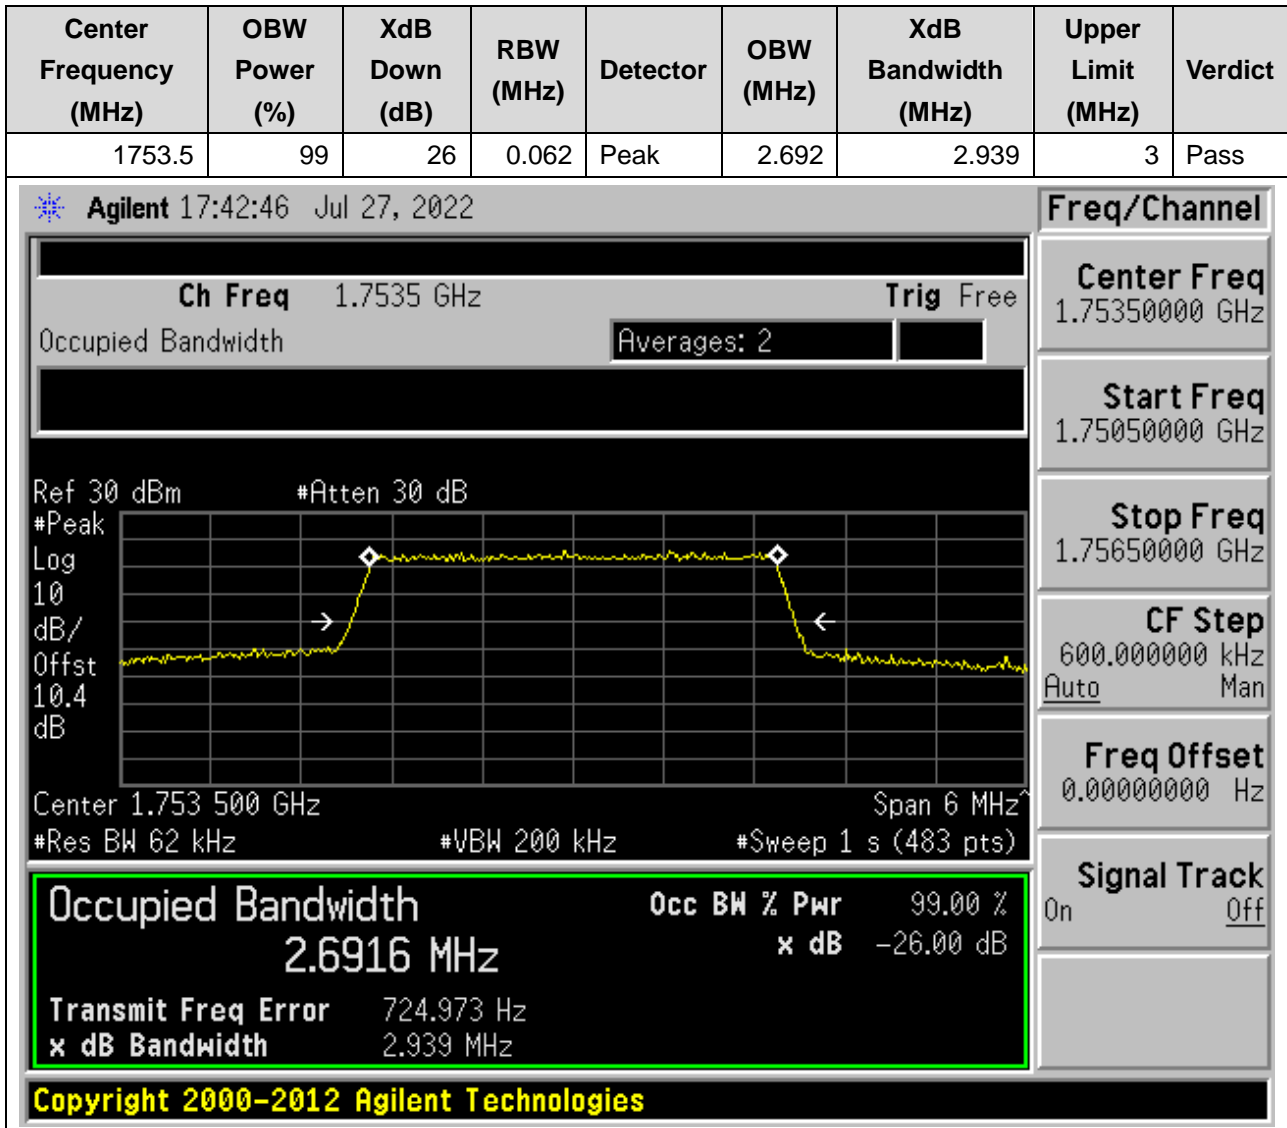 Center Frequency (MHz) OBW Power (%) XdB Down (dB) RBW (MHz) Detector OBW (MHz) XdB Bandwidth (MHz) Upper Limit (MHz) Verdict
1753.5 99 26 0.062 Peak 2.692 2.939 3 Pass
Agilent 17:42:46 Jul 27, 2022
Ch Freq 1.7535 GHz Trig Free
Occupied Bandwidth Averages: 2
Ref 30 dBm #Atten 30 dB
#Peak
Log
10
dB/
Offst
10.4
dB
Center 1.753 500 GHz Span 6 MHz^
#Res BW 62 kHz #VBW 200 kHz #Sweep 1 s (483 pts)
Occupied Bandwidth Occ BW % Pwr 99.00 %
2.6916 MHz x dB -26.00 dB
Transmit Freq Error 724.973 Hz
x dB Bandwidth 2.939 MHz
Copyright 2000-2012 Agilent Technologies
Freq/Channel
Center Freq
1.75350000 GHz
Start Freq
1.75050000 GHz
Stop Freq
1.75650000 GHz
CF Step
600.000000 kHz
Auto Man
Freq Offset
0.00000000 Hz
Signal Track
On Off